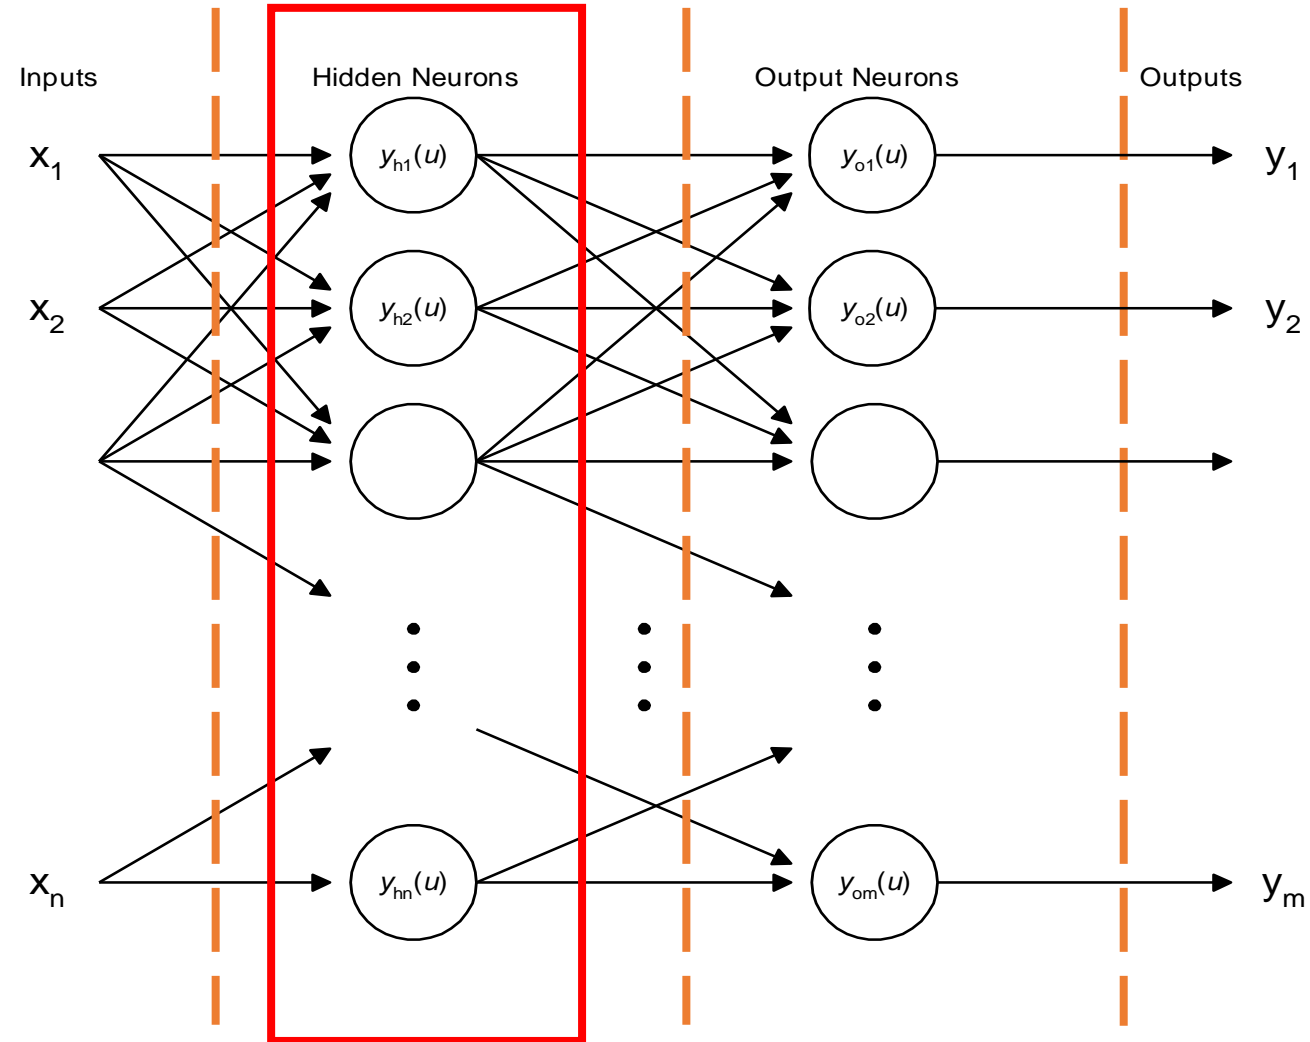 Inputs Hidden Neurons Output Neurons Outputs
x1 yh1(u) yo1(u) y1
x2 yh2(u) yo2(u) y2
xn yhn(u) yom(u) ym